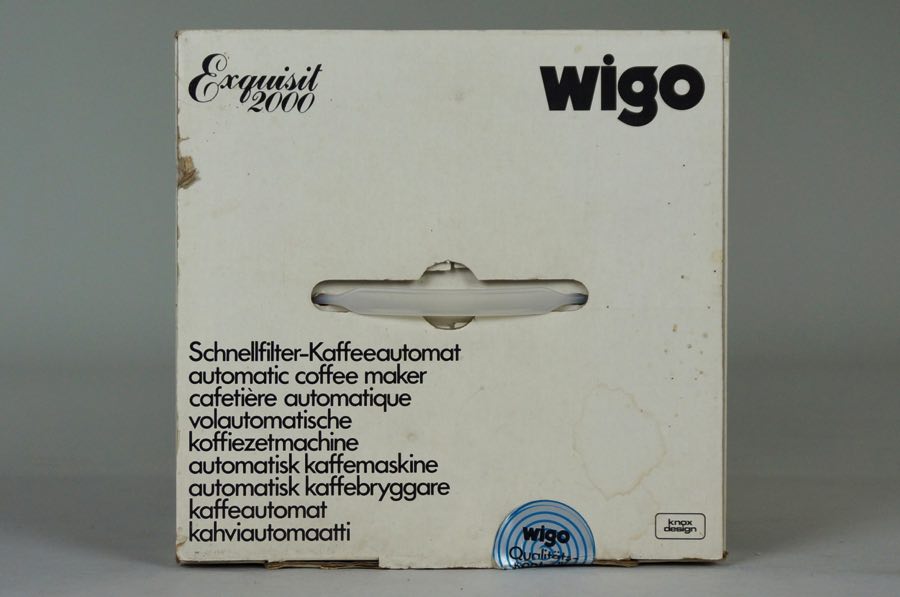 Exquisit
2000
wigo
Schnellfilter-Kaffeeautomat
automatic coffee maker
cafetière automatique
volautomatische
koffiezetmachine
automatisk kaffemaskine
automatisk kaffebryggare
kaffeautomat
kahviautomaatti
wigo
Qualitäts-
knox
design